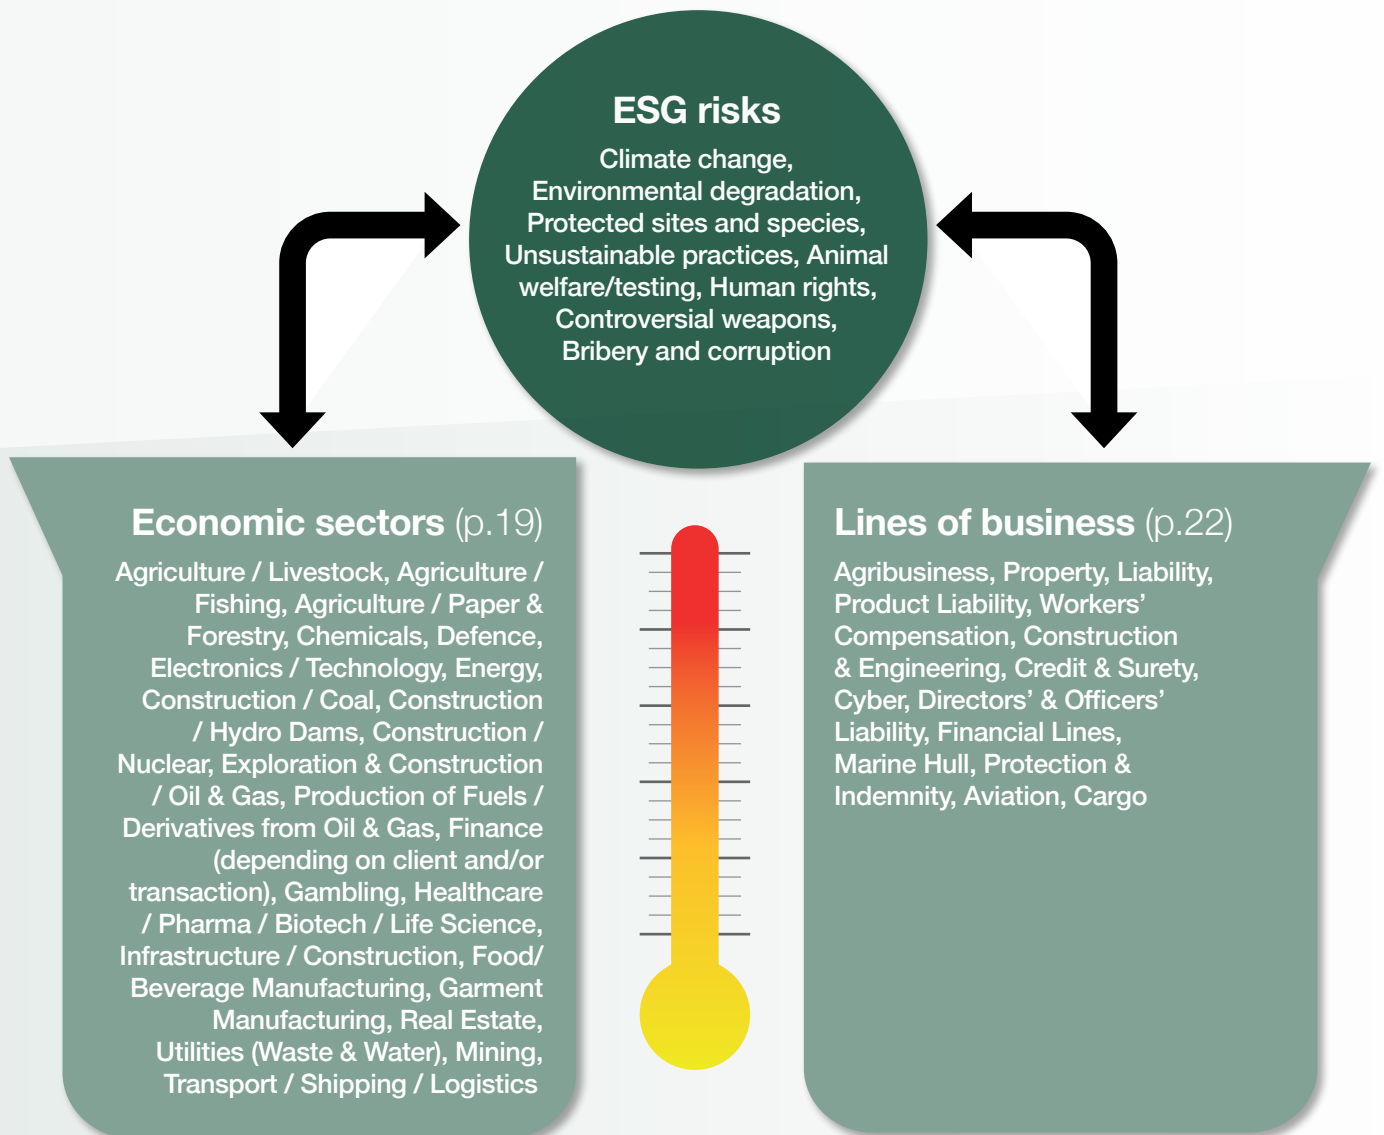 ESG risks
Climate change,
Environmental degradation,
Protected sites and species,
Unsustainable practices, Animal
welfare/testing, Human rights,
Controversial weapons,
Bribery and corruption
Economic sectors (p.19)
Agriculture / Livestock, Agriculture /
Fishing, Agriculture / Paper &
Forestry, Chemicals, Defence,
Electronics / Technology, Energy,
Construction / Coal, Construction
/ Hydro Dams, Construction /
Nuclear, Exploration & Construction
/ Oil & Gas, Production of Fuels /
Derivatives from Oil & Gas, Finance
(depending on client and/or
transaction), Gambling, Healthcare
/ Pharma / Biotech / Life Science,
Infrastructure / Construction, Food/
Beverage Manufacturing, Garment
Manufacturing, Real Estate,
Utilities (Waste & Water), Mining,
Transport / Shipping / Logistics
Lines of business (p.22)
Agribusiness, Property, Liability,
Product Liability, Workers’
Compensation, Construction
& Engineering, Credit & Surety,
Cyber, Directors’ & Officers’
Liability, Financial Lines,
Marine Hull, Protection &
Indemnity, Aviation, Cargo